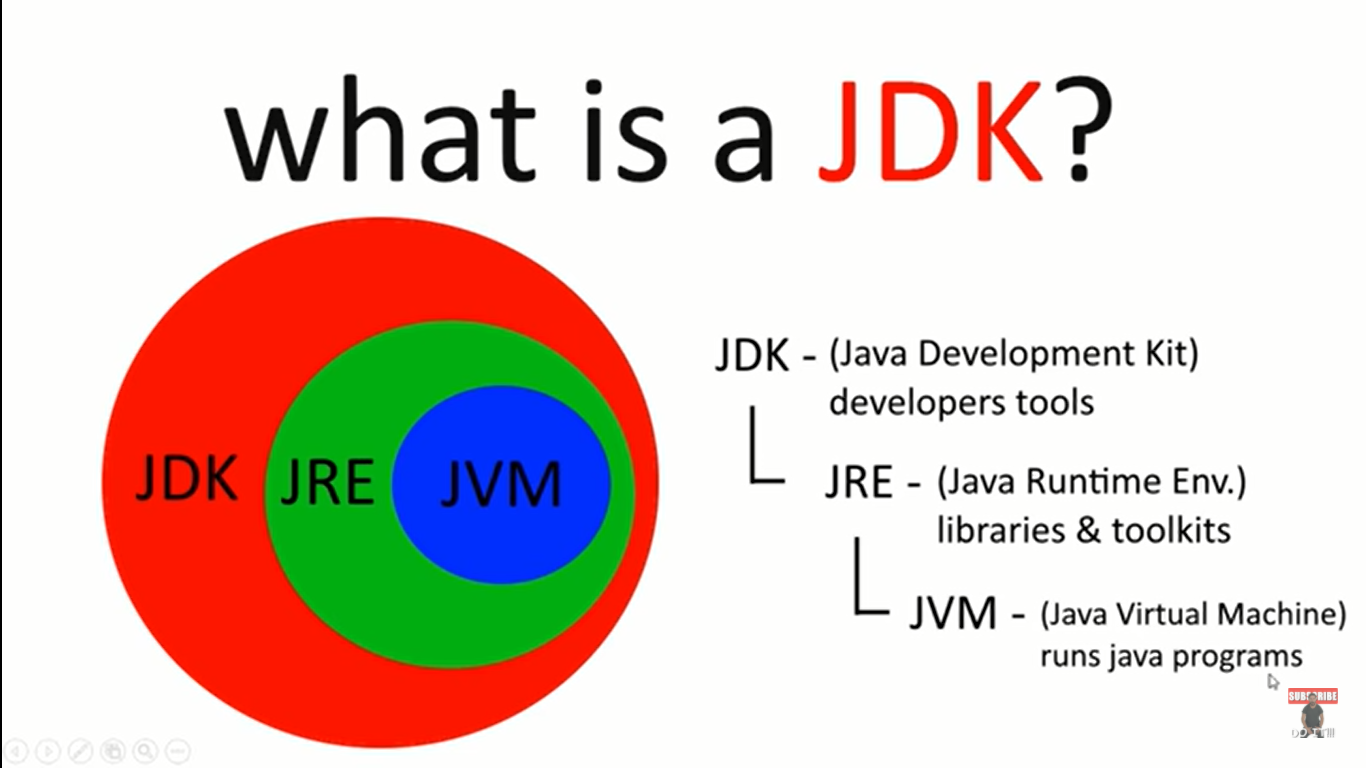 what is a JDK?
JDK
JRE
JVM
JDK - (Java Development Kit)
developers tools
JRE - (Java Runtime Env.)
libraries & toolkits
JVM - (Java Virtual Machine)
runs java programs
SUBSCRIBE